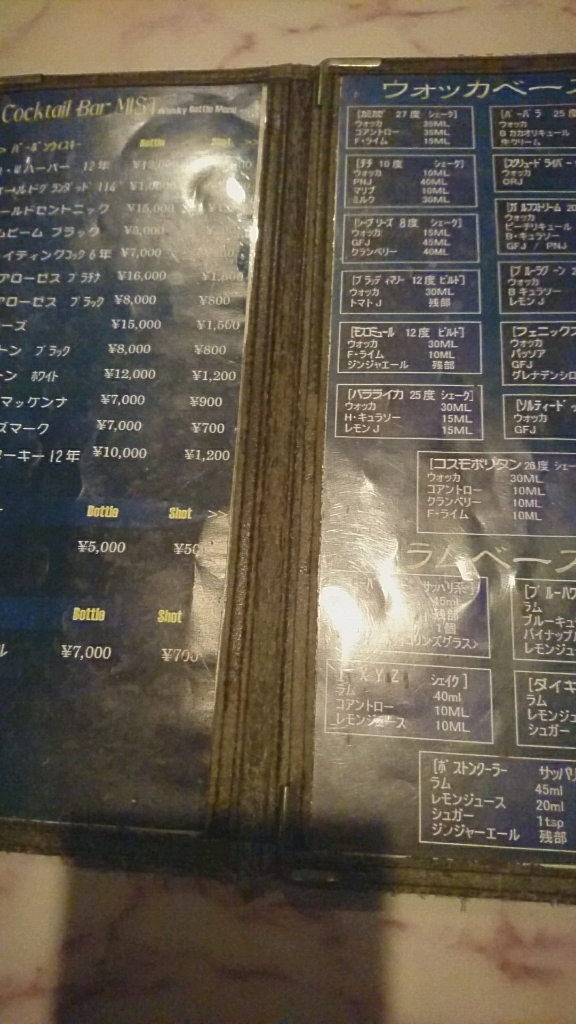 Cocktail Bar MIST Whisky Bottle Menu
バーボンウィスキー Bottle Shot
ハーパー 12年
ールドグランダッド 114
ールドセントニック ¥15,000
ムビーム ブラック ¥5,000
イティングコック6年 ¥7,000
アローゼス プラチナ ¥16,000 ¥1,600
アローゼス ブラック ¥8,000 ¥800
ーズ ¥15,000 ¥1,500
トン ブラック ¥8,000 ¥800
ーン ホワイト ¥12,000 ¥1,200
マッケンナ ¥7,000 ¥900
ズマーク ¥7,000 ¥700
ーキー12年 ¥10,000 ¥1,200
Bottle Shot >>
¥5,000 ¥50
Bottle Shot
ル ¥7,000 ¥700
ウォッカベース
[カミカゼ 27度 シェーク]
ウォッカ 30ML
コアントロー 35ML
F・ライム 15ML
[チチ 10度 シェーク]
ウォッカ 10ML
PNJ 40ML
マリブ 10ML
ミルク 30ML
[シーブリーズ 8度 シェーク]
ウォッカ 15ML
GFJ 45ML
クランベリー 40ML
[ブラッディマリー 12度 ビルド]
ウォッカ 30ML
トマトJ 残部
[モスコミュール 12度 ビルド]
ウォッカ 30ML
F・ライム 10ML
ジンジャエール 残部
[バラライカ 25度 シェーク]
ウォッカ 30ML
H・キュラソー 15ML
レモンJ 15ML
[バーバラ 25度
ウォッカ
B カカオリキュール
生クリーム
[スクリュードライバー
ウォッカ
ORJ
[ガルフストリーム 20
ウォッカ
ピーチリキュール
B・キュラソー
GFJ / PNJ
[ブルーラグーン
ウォッカ
B キュラソー
レモンJ
[フェニックス
ウォッカ
パッソア
GFJ
グレナデンシロ
[ソルティードッ
ウォッカ
GFJ
[コスモポリタン 26度 シェー
ウォッカ 30ML
コアントロー 10ML
クランベリー 10ML
F・ライム 10ML
ラムベース
サッパリ系]
45ml
残部
1個
コリンズグラス>
[ X Y Z シェイク]
ラム 40ml
コアントロー 10ML
レモンジュース 10ML
[ブルーハワ
ラム
ブルーキュ
パイナップル
レモンジュ
[ダイキ
ラム
レモンジュ
シュガー
[ボストンクーラー サッパリ
ラム 45ml
レモンジュース 20ml
シュガー 1tsp
ジンジャーエール 残部